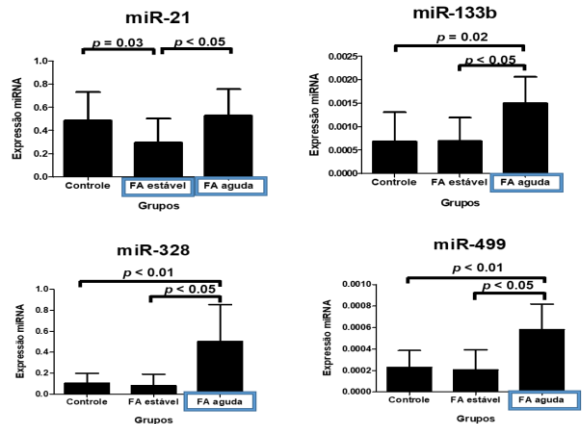 miR-21
p = 0.03
p < 0.05
Expressão miRNA
1.0
0.8
0.6
0.4
0.2
0.0
Controle
FA estável
FA aguda
Grupos
miR-133b
p = 0.02
p < 0.05
Expressão miRNA
0.0025
0.0020
0.0015
0.0010
0.0005
0.0000
Controle
FA estável
FA aguda
Grupos
miR-328
p < 0.01
p < 0.05
Expressão miRNA
1.0
0.8
0.6
0.4
0.2
0.0
Controle
FA estável
FA aguda
Grupos
miR-499
p < 0.01
p < 0.05
Expressão miRNA
0.0010
0.0008
0.0006
0.0004
0.0002
0.0000
Controle
FA estável
FA aguda
Grupos